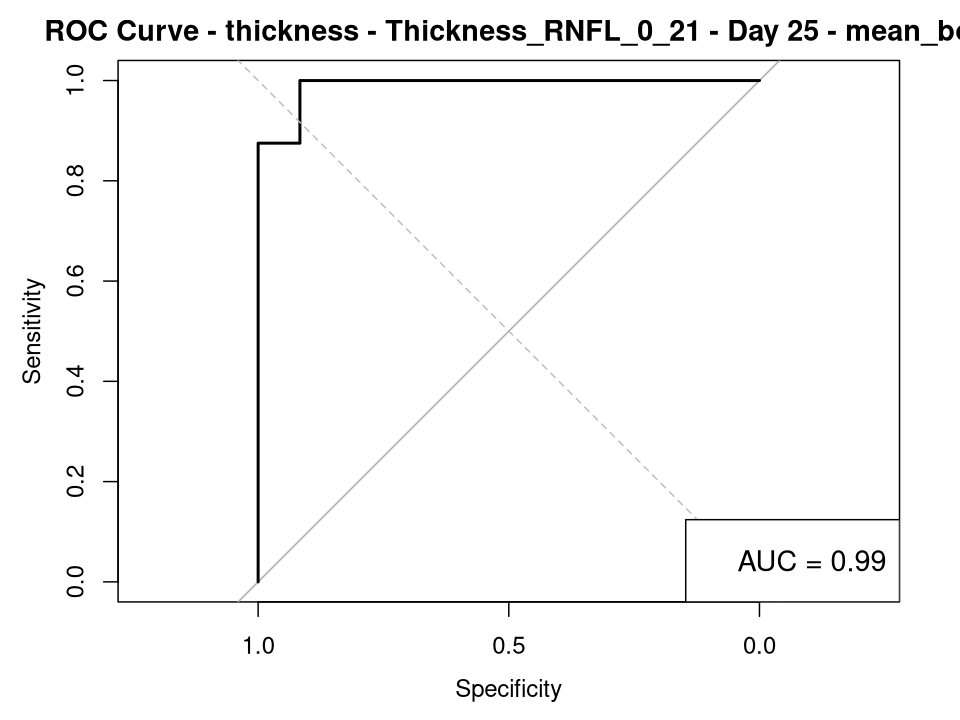 ROC Curve - thickness - Thickness_RNFL_0_21 - Day 25 - mean_b
Sensitivity
1.0
0.8
0.6
0.4
0.2
0.0
AUC = 0.99
1.0 0.5 0.0
Specificity